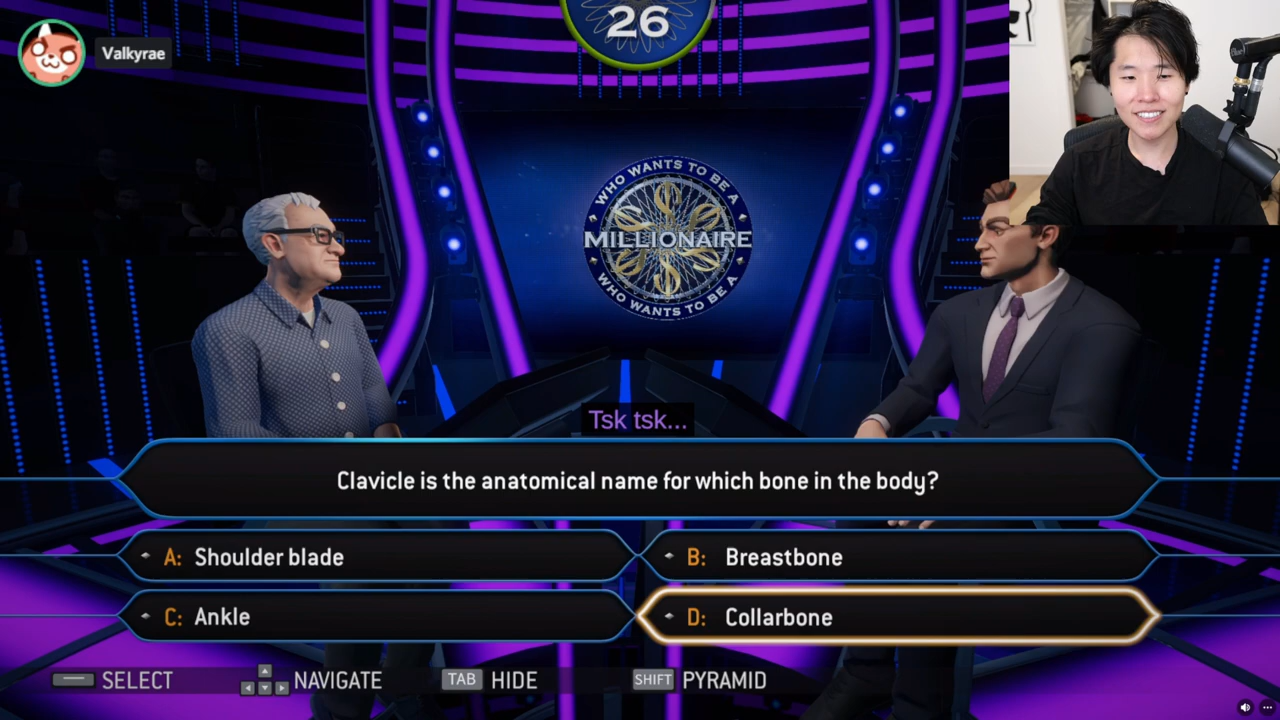 26
Valkyrae
WHO WANTS TO BE A
MILLIONAIRE
WHO WANTS TO BE A
Tsk tsk...
Clavicle is the anatomical name for which bone in the body?
A: Shoulder blade
B: Breastbone
C: Ankle
D: Collarbone
SELECT
NAVIGATE
TAB HIDE
SHIFT PYRAMID